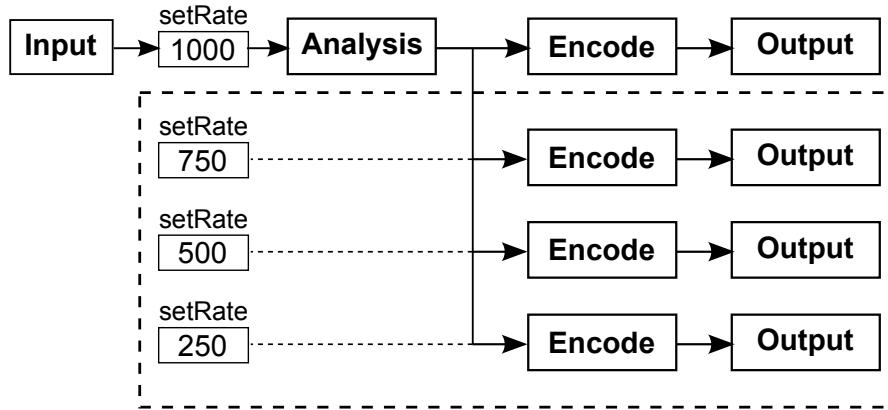 setRate
Input 1000 Analysis Encode Output
setRate
750 Encode Output
setRate
500 Encode Output
setRate
250 Encode Output